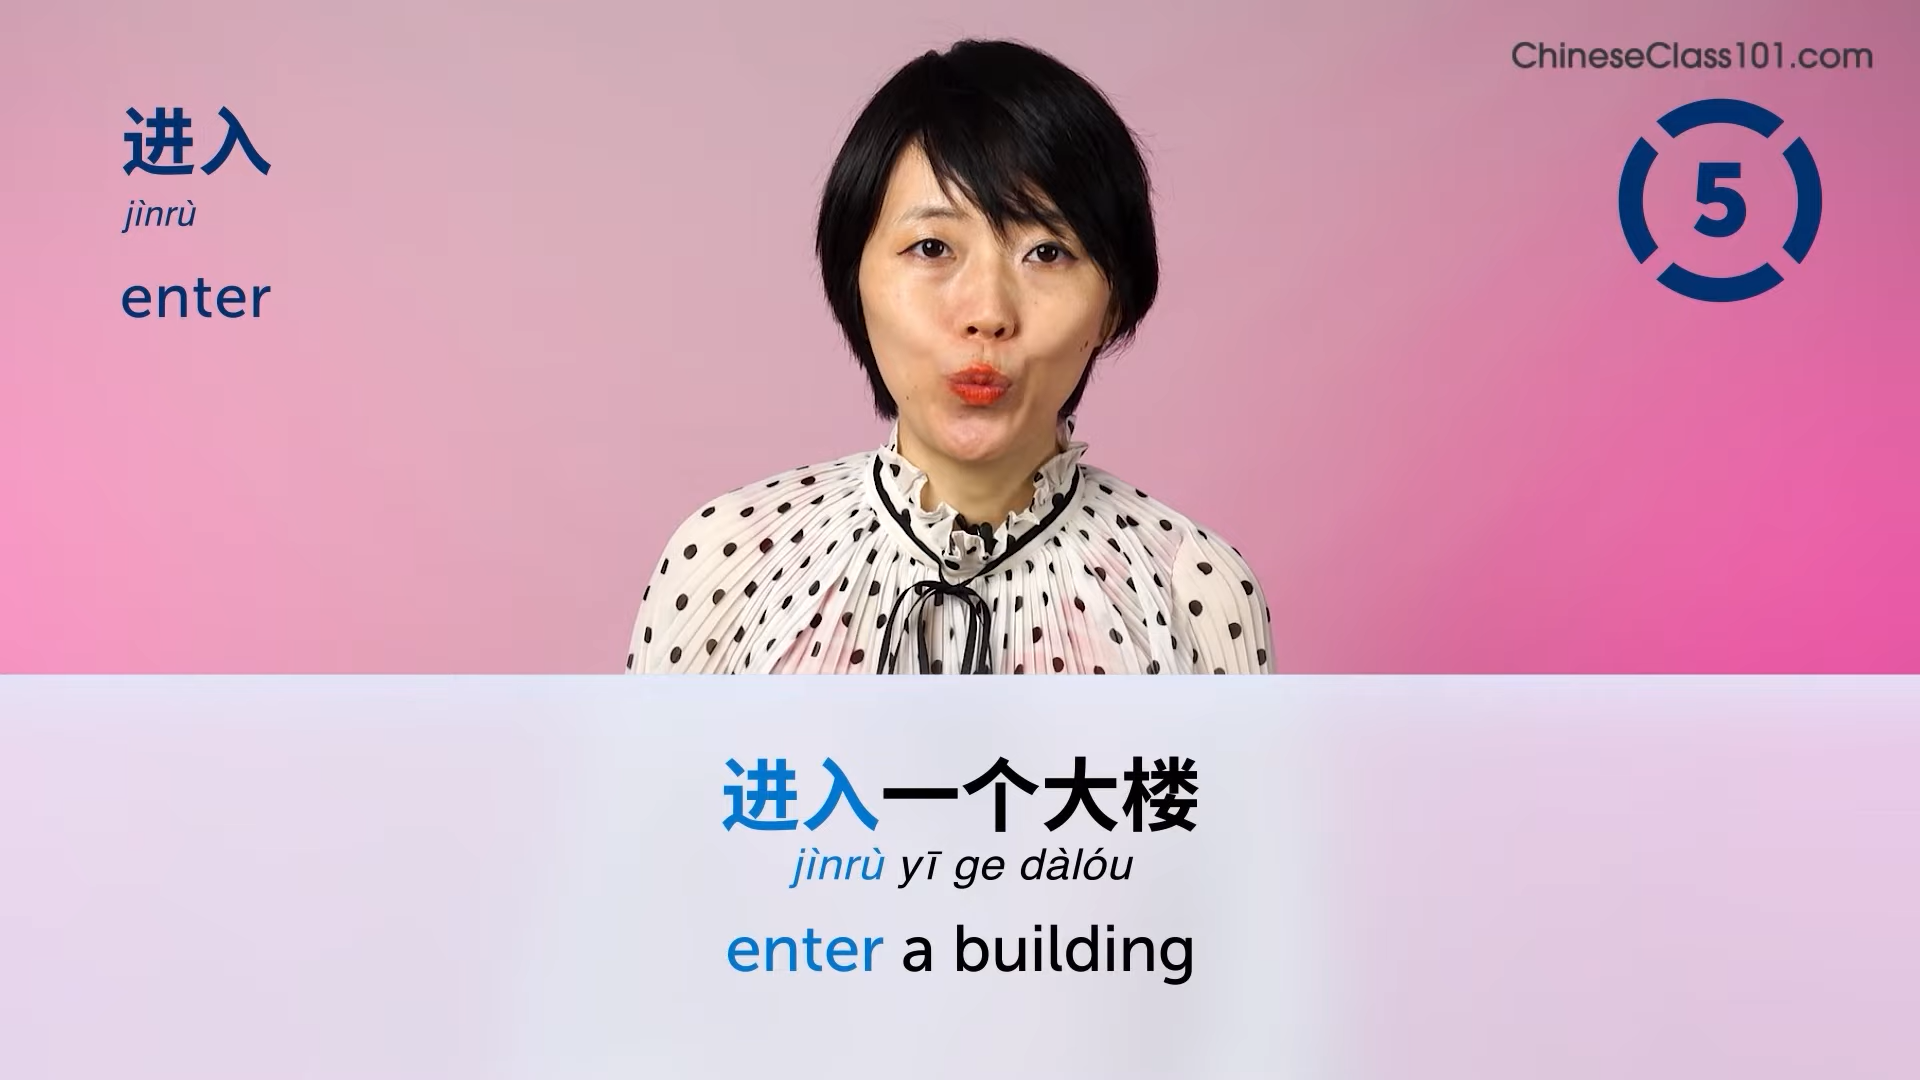 ChineseClass101.com
进入
jìnrù
enter
5
进入一个大楼
jìnrù yī ge dàlóu
enter a building